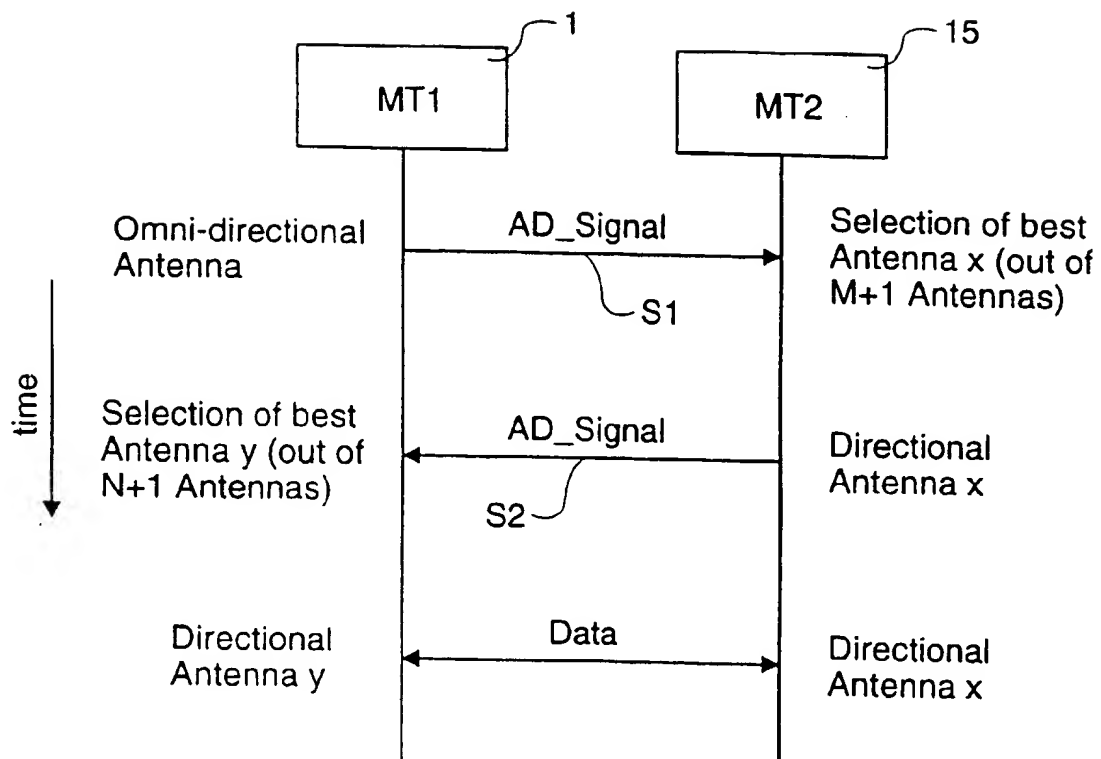 1
15
MT1
MT2
Omni-directional
Antenna
AD_Signal
S1
Selection of best
Antenna x (out of
M+1 Antennas)
time
Selection of best
Antenna y (out of
N+1 Antennas)
AD_Signal
S2
Directional
Antenna x
Directional
Antenna y
Data
Directional
Antenna x